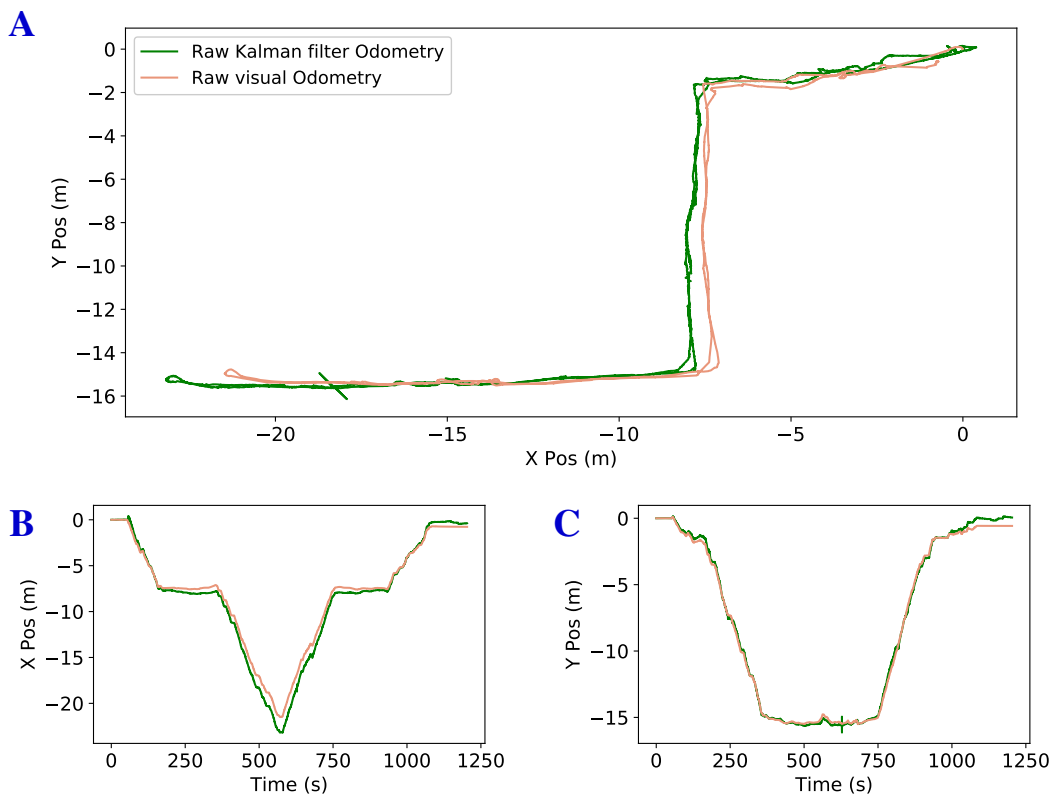 A
Raw Kalman filter Odometry
Raw visual Odometry
0
−2
−4
−6
−8
−10
−12
−14
−16
Y Pos (m)
−20 −15 −10 −5 0
X Pos (m)
B
0
−5
−10
−15
−20
X Pos (m)
0 250 500 750 1000 1250
Time (s)
C
0
−5
−10
−15
Y Pos (m)
0 250 500 750 1000 1250
Time (s)